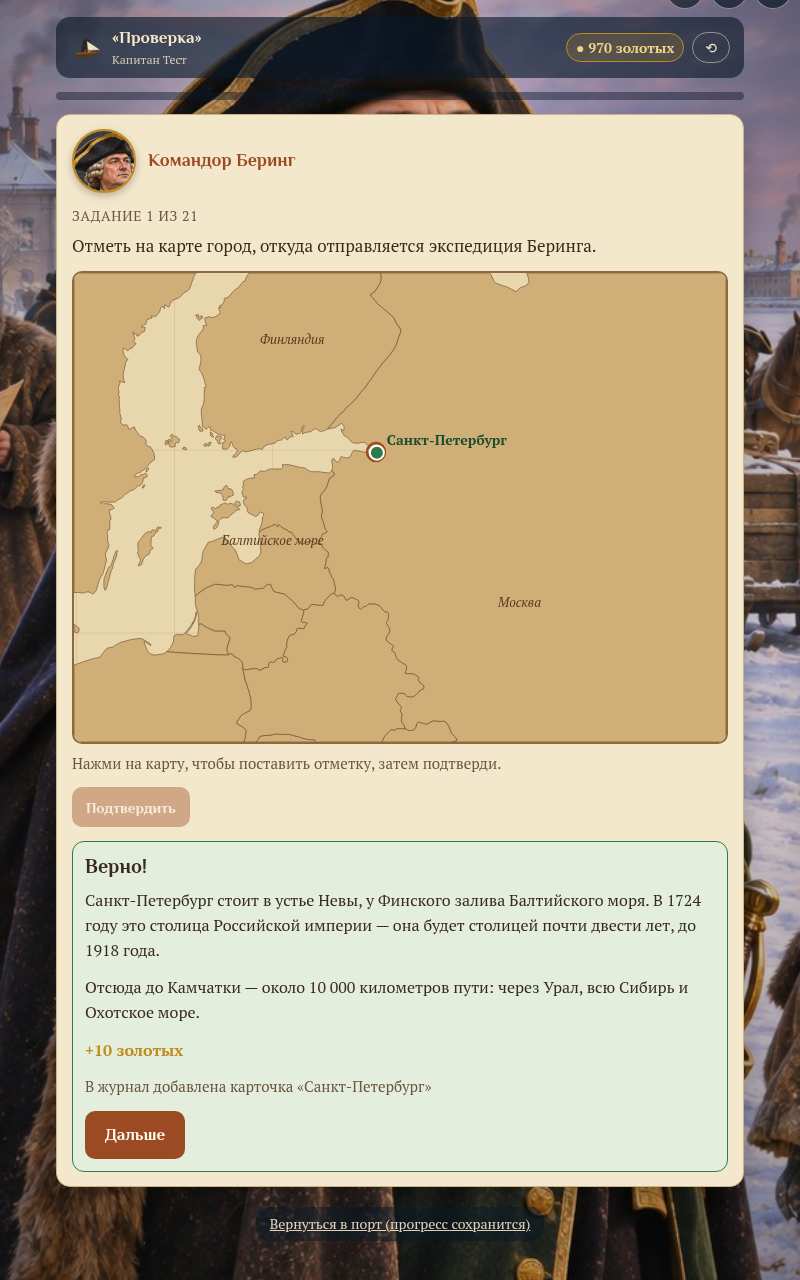 «Проверка»
Капитан Тест
● 970 золотых
⟲
Командор Беринг
ЗАДАНИЕ 1 ИЗ 21
Отметь на карте город, откуда отправляется экспедиция Беринга.
Финляндия
Санкт-Петербург
Балтийское море
Москва
Нажми на карту, чтобы поставить отметку, затем подтверди.
Подтвердить
Верно!
Санкт-Петербург стоит в устье Невы, у Финского залива Балтийского моря. В 1724
году это столица Российской империи — она будет столицей почти двести лет, до
1918 года.
Отсюда до Камчатки — около 10 000 километров пути: через Урал, всю Сибирь и
Охотское море.
+10 золотых
В журнал добавлена карточка «Санкт-Петербург»
Дальше
Вернуться в порт (прогресс сохранится)